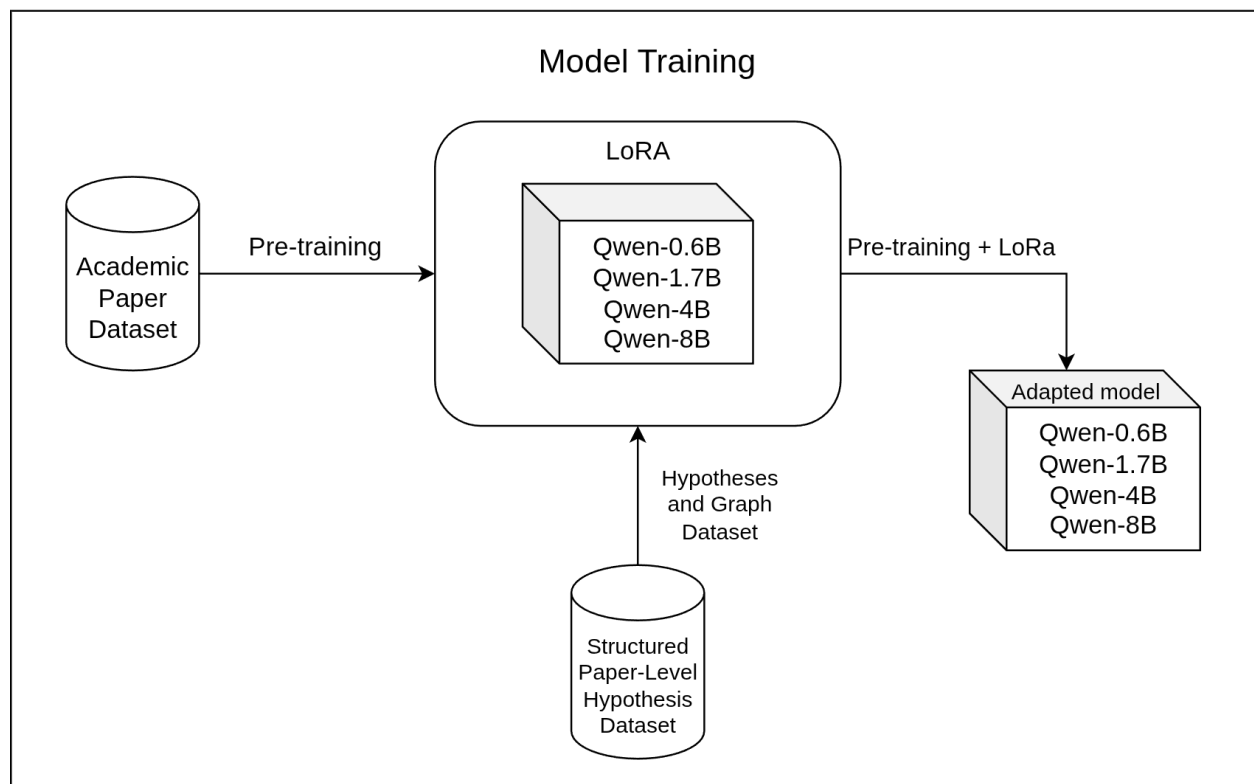 Model Training
Academic
Paper
Dataset
Pre-training
LoRA
Qwen-0.6B
Qwen-1.7B
Qwen-4B
Qwen-8B
Pre-training + LoRa
Adapted model
Qwen-0.6B
Qwen-1.7B
Qwen-4B
Qwen-8B
Hypotheses
and Graph
Dataset
Structured
Paper-Level
Hypothesis
Dataset